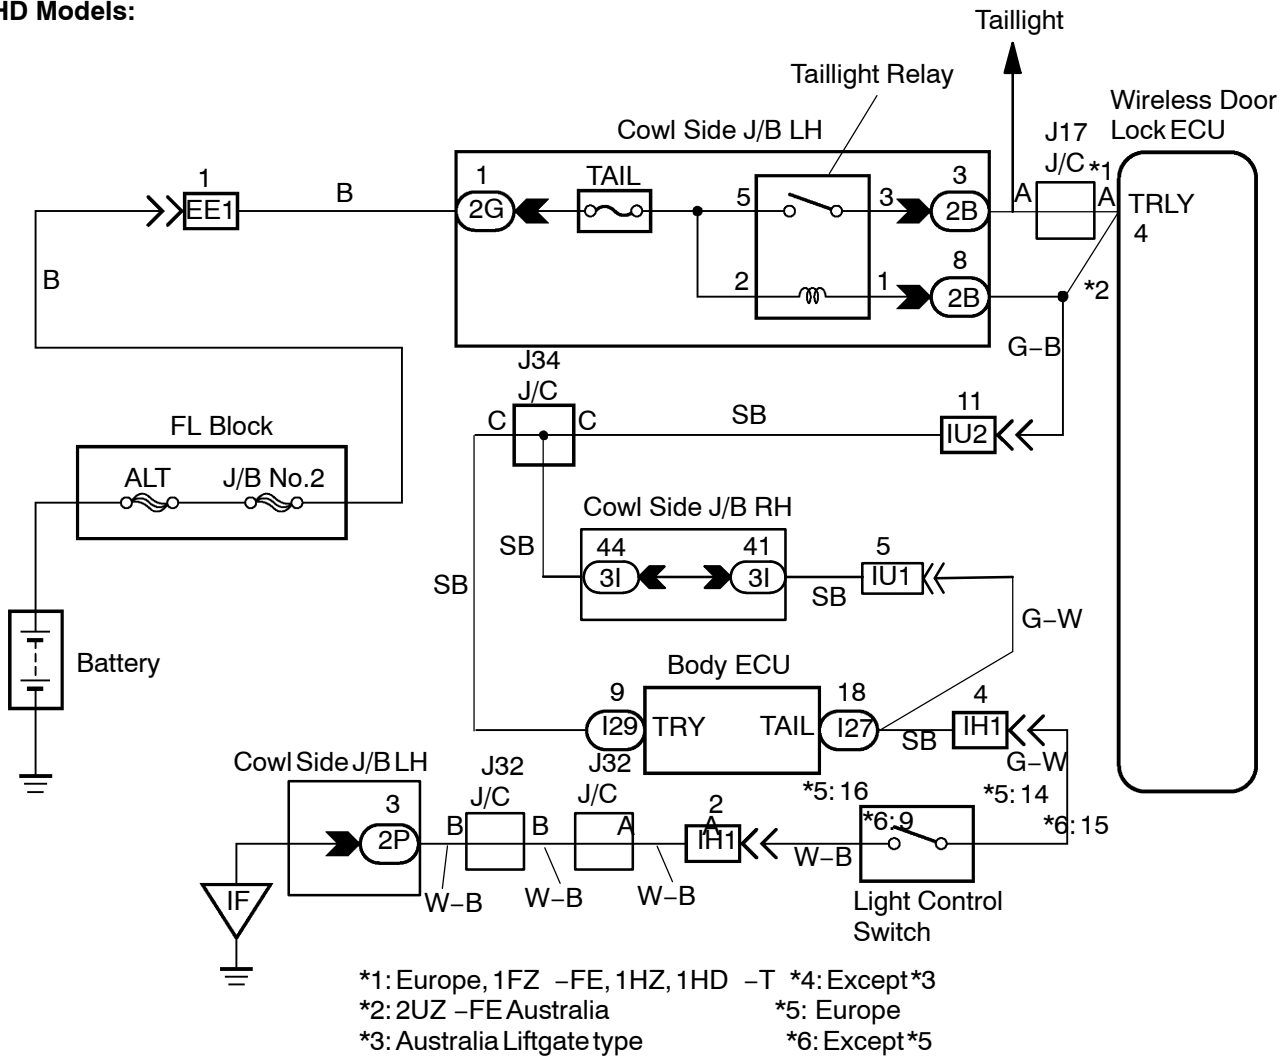 HD Models:
Taillight
Taillight Relay
Wireless Door
Lock ECU
Cowl Side J/B LH
J17
J/C
*1
1
B
EE1
1
2G
TAIL
5
3
3
2B
A
A
TRLY
4
B
2
1
8
2B
*2
G−B
J34
J/C
C
C
SB
11
IU2
FL Block
ALT
J/B No.2
Cowl Side J/B RH
SB
44
3I
41
3I
SB
5
IU1
SB
G−W
Battery
Body ECU
9
I29
TRY
TAIL
18
I27
SB
4
IH1
G−W
Cowl Side J/B LH
J32
J/C
J32
J/C
*5: 16
*5: 14
*6: 9
*6: 15
3
2P
B
B
A
2
A
IH1
W−B
W−B
W−B
W−B
IF
Light Control
Switch
*1: Europe, 1FZ −FE, 1HZ, 1HD −T *4: Except *3
*2: 2UZ −FE Australia *5: Europe
*3: Australia Liftgate type *6: Except *5